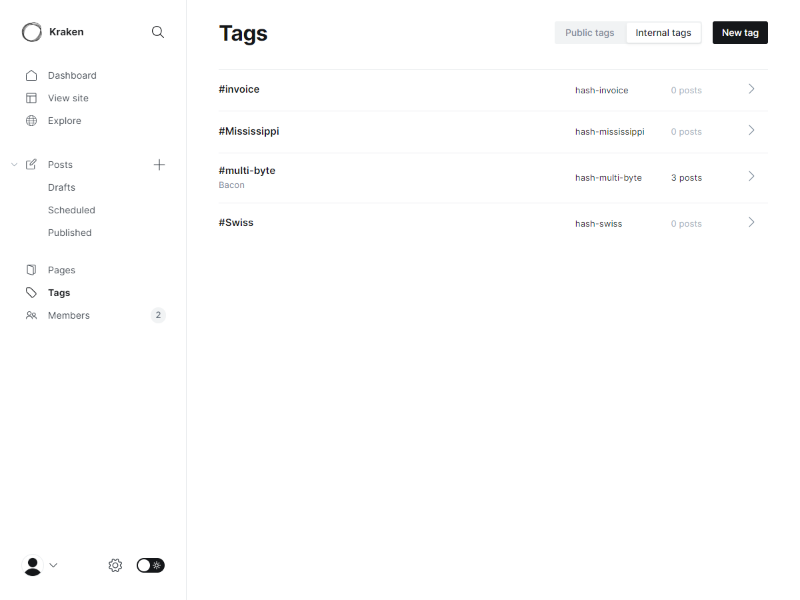 Kraken
Dashboard
View site
Explore
Posts
Drafts
Scheduled
Published
Pages
Tags
Members 2
Tags
Public tags Internal tags New tag
#invoice hash-invoice 0 posts
#Mississippi hash-mississippi 0 posts
#multi-byte hash-multi-byte 3 posts
Bacon
#Swiss hash-swiss 0 posts